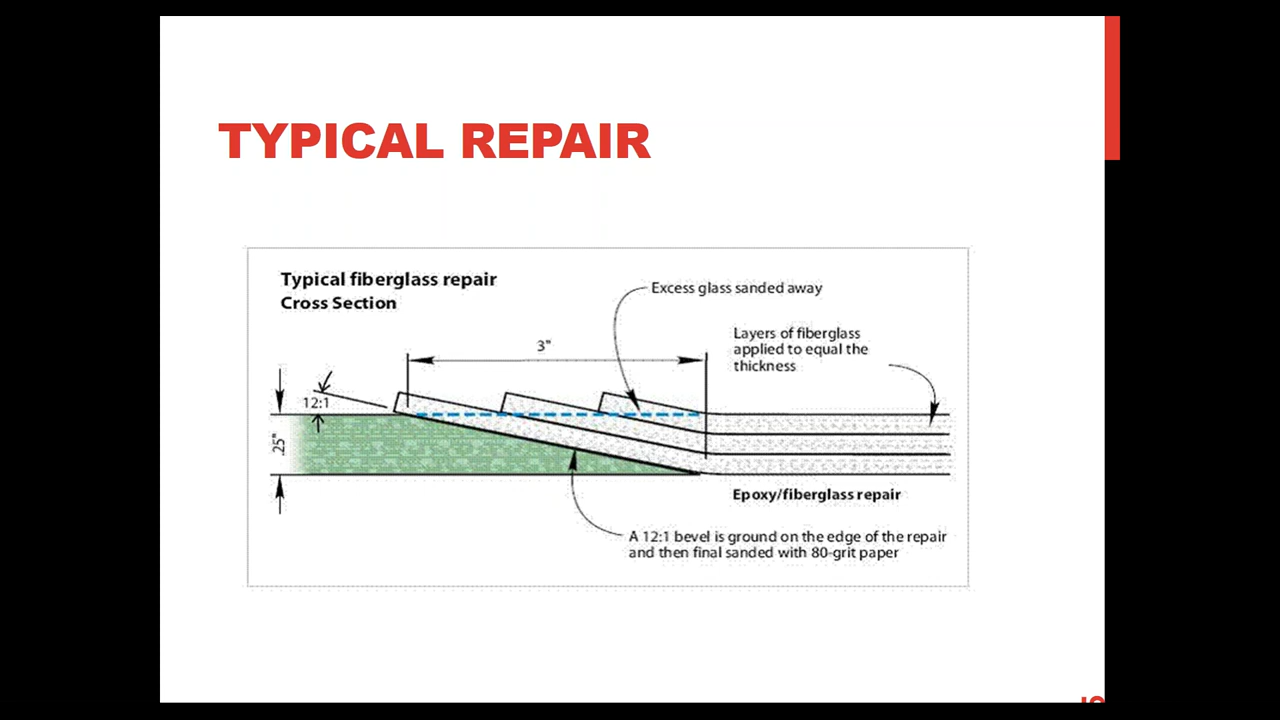 TYPICAL REPAIR
Typical fiberglass repair
Cross Section
Excess glass sanded away
Layers of fiberglass
applied to equal the
thickness
3"
12:1
.25"
Epoxy/fiberglass repair
A 12:1 bevel is ground on the edge of the repair
and then final sanded with 80-grit paper